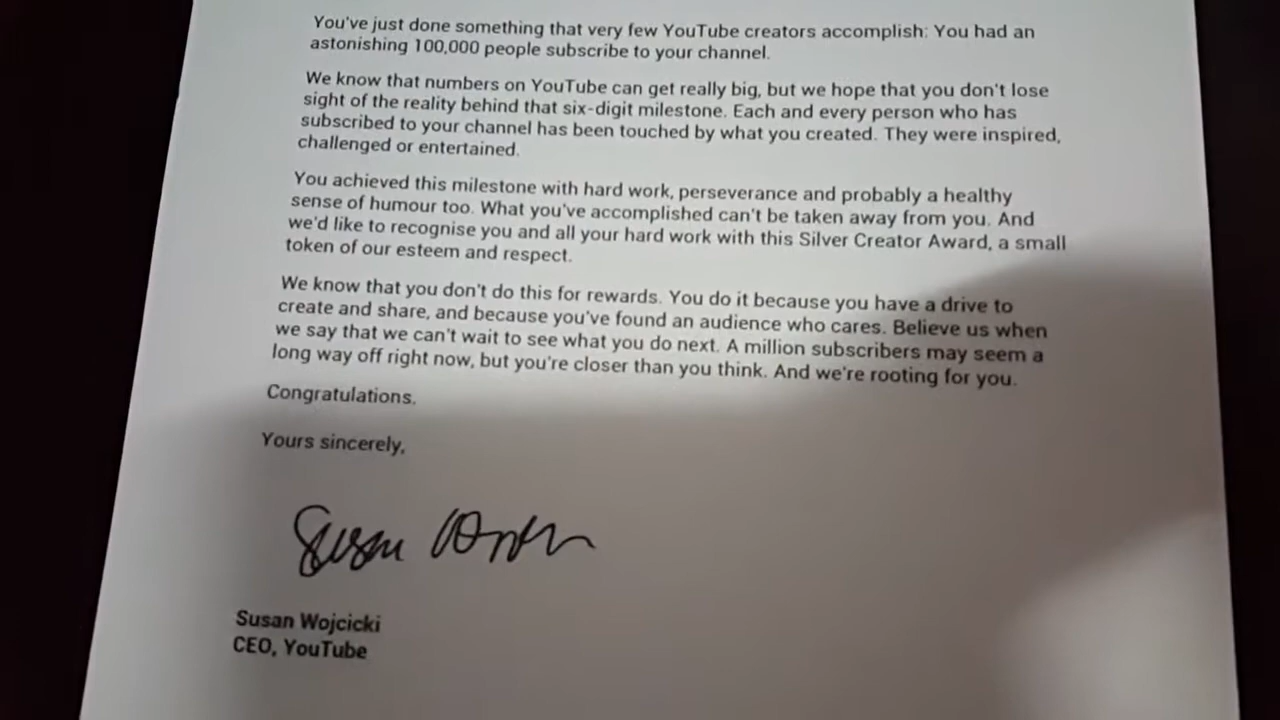 You've just done something that very few YouTube creators accomplish: You had an
astonishing 100,000 people subscribe to your channel.
We know that numbers on YouTube can get really big, but we hope that you don't lose
sight of the reality behind that six-digit milestone. Each and every person who has
subscribed to your channel has been touched by what you created. They were inspired,
challenged or entertained.
You achieved this milestone with hard work, perseverance and probably a healthy
sense of humour too. What you've accomplished can't be taken away from you. And
we'd like to recognise you and all your hard work with this Silver Creator Award, a small
token of our esteem and respect.
We know that you don't do this for rewards. You do it because you have a drive to
create and share, and because you've found an audience who cares. Believe us when
we say that we can't wait to see what you do next. A million subscribers may seem a
long way off right now, but you're closer than you think. And we're rooting for you.
Congratulations.
Yours sincerely,
Susan
Susan Wojcicki
CEO, YouTube